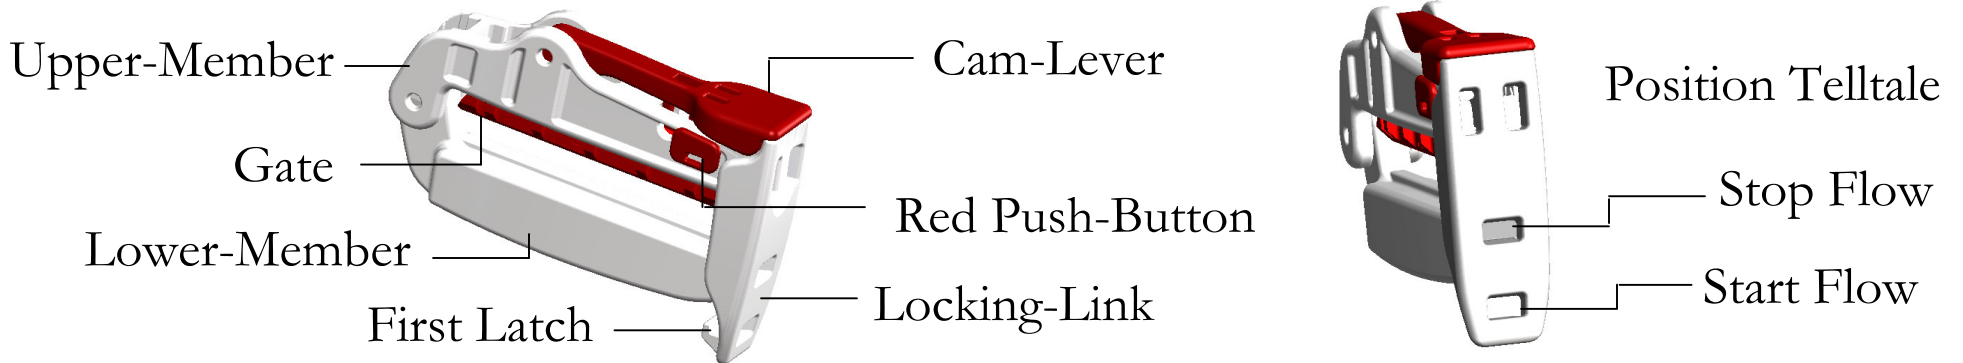 Upper-Member
Cam-Lever
Position Telltale
Gate
Stop Flow
Red Push-Button
Lower-Member
Start Flow
Locking-Link
First Latch